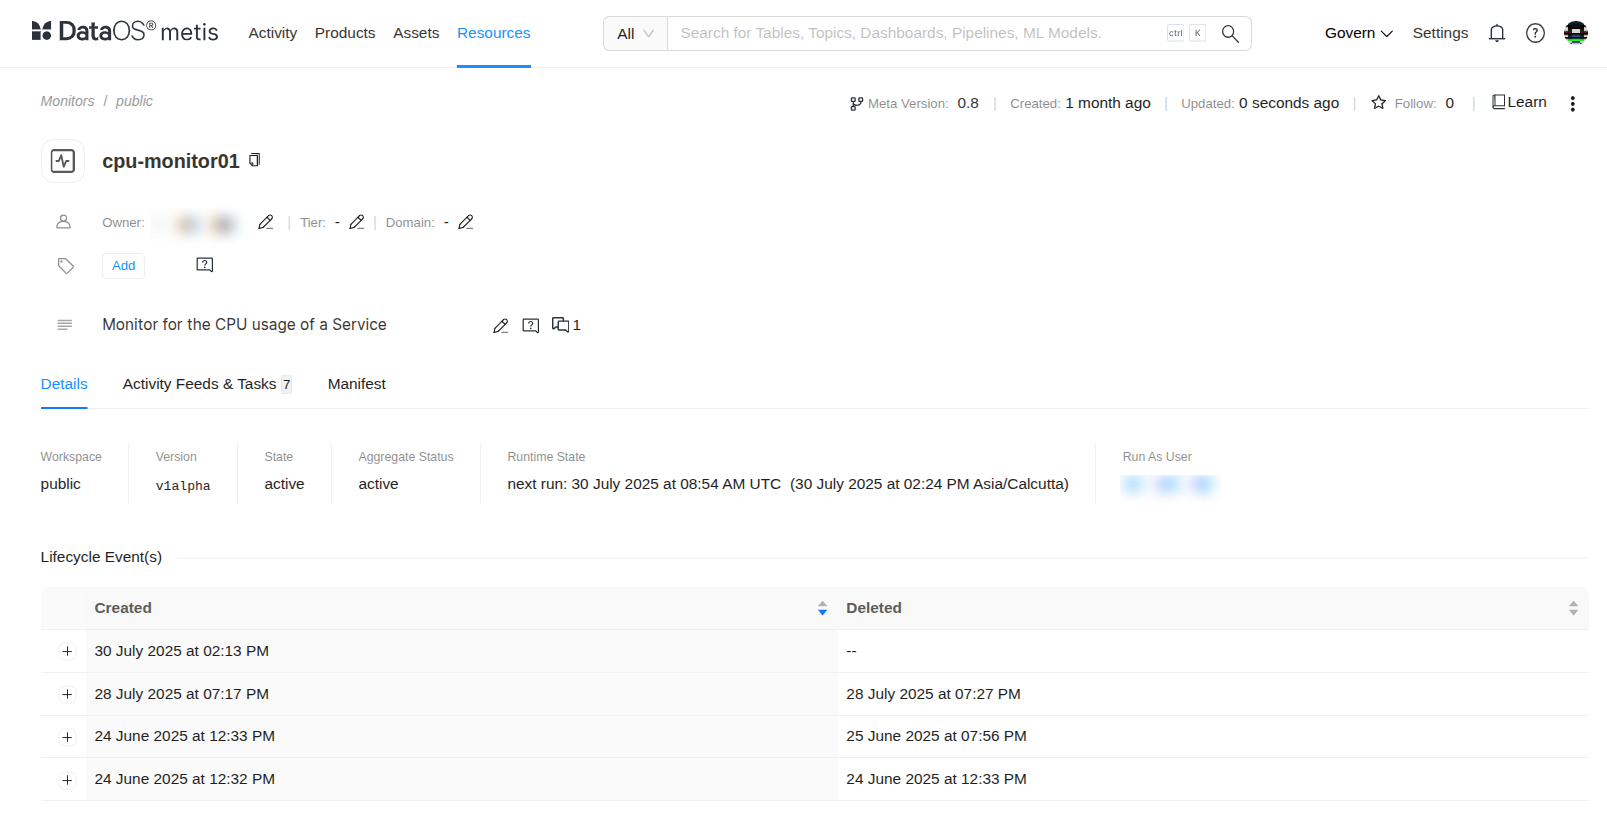 DataOS® metis Activity Products Assets Resources All Search for Tables, Topics, Dashboards, Pipelines, ML Models. ctrl K Govern Settings
Monitors / public
Meta Version: 0.8 | Created: 1 month ago | Updated: 0 seconds ago | Follow: 0 | Learn
cpu-monitor01
Owner: | Tier: - | Domain: -
Add
Monitor for the CPU usage of a Service 1
Details Activity Feeds & Tasks 7 Manifest
Workspace Version State Aggregate Status Runtime State Run As User
public v1alpha active active next run: 30 July 2025 at 08:54 AM UTC (30 July 2025 at 02:24 PM Asia/Calcutta)
Lifecycle Event(s)
Created Deleted
30 July 2025 at 02:13 PM --
28 July 2025 at 07:17 PM 28 July 2025 at 07:27 PM
24 June 2025 at 12:33 PM 25 June 2025 at 07:56 PM
24 June 2025 at 12:32 PM 24 June 2025 at 12:33 PM